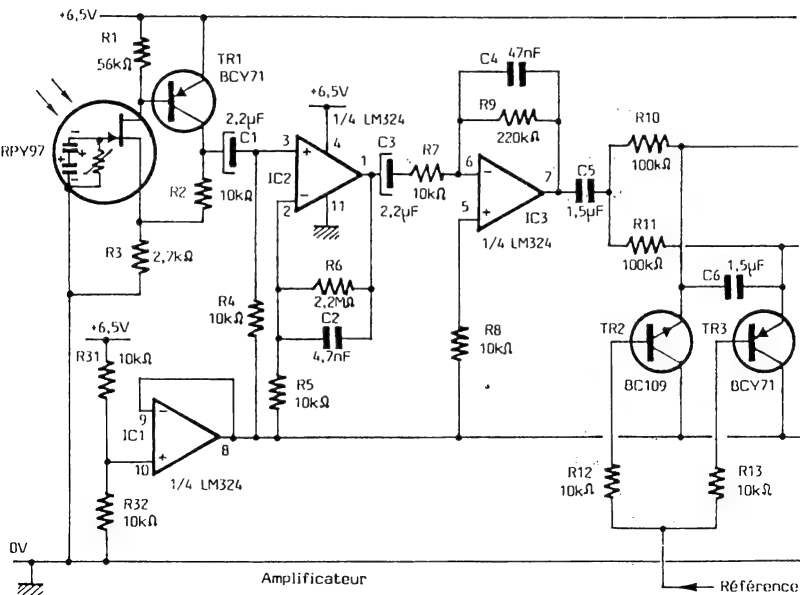 +6,5V
R1
56kΩ
TR1
BCY71
RPY97
2,2µF
C1
+6,5V
1/4 LM324
4
3
+
IC2
−
2
1
11
C3
2,2µF
R7
10kΩ
C4
47nF
R9
220kΩ
6
−
7
5
+
IC3
1/4 LM324
C5
1,5µF
R10
100kΩ
R11
100kΩ
R2
10kΩ
R3
2,7kΩ
R4
10kΩ
R6
2,2MΩ
C2
4,7nF
R5
10kΩ
R8
10kΩ
C6
1,5µF
TR2
BC109
TR3
BCY71
+6,5V
R31
10kΩ
9
−
IC1
8
+
10
1/4 LM324
R32
10kΩ
R12
10kΩ
R13
10kΩ
0V
Amplificateur
Référence